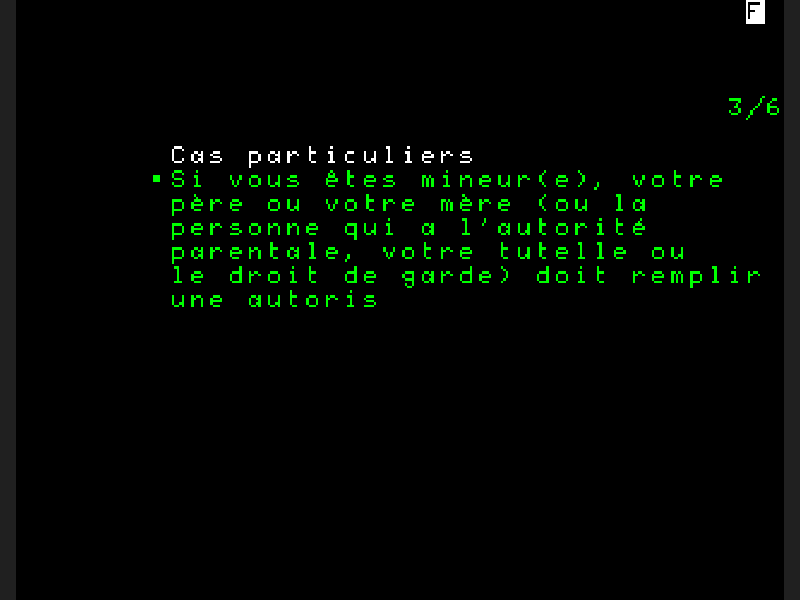 F
3/6
Cas particuliers
▪Si vous êtes mineur(e), votre
père ou votre mère (ou la
personne qui a l'autorité
parentale, votre tutelle ou
le droit de garde) doit remplir
une autoris